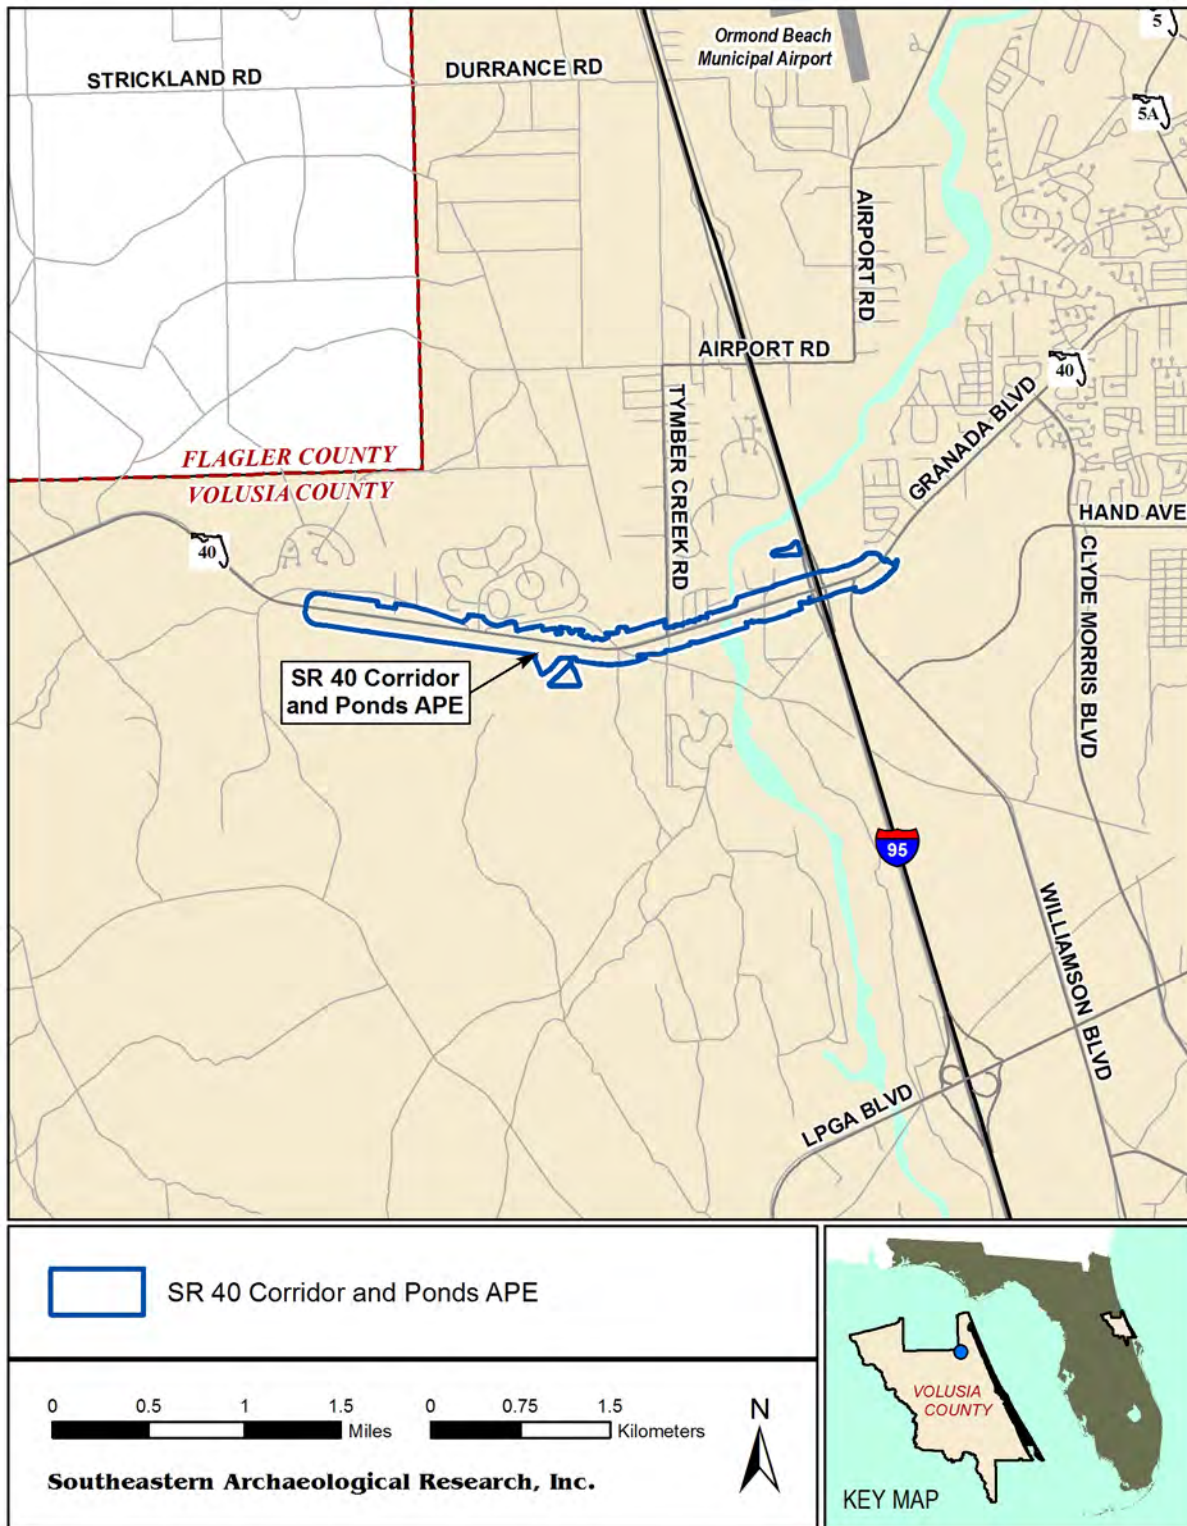 Ormond Beach
Municipal Airport
5
STRICKLAND RD
DURRANCE RD
5A
AIRPORT RD
AIRPORT RD
40
TYMBER CREEK RD
GRANADA BLVD
FLAGLER COUNTY
VOLUSIA COUNTY
HAND AVE
40
CLYDE MORRIS BLVD
SR 40 Corridor
and Ponds APE
95
WILLIAMSON BLVD
LPGA BLVD
SR 40 Corridor and Ponds APE
0 0.5 1 1.5
Miles
0 0.75 1.5
Kilometers
N
Southeastern Archaeological Research, Inc.
VOLUSIA
COUNTY
KEY MAP